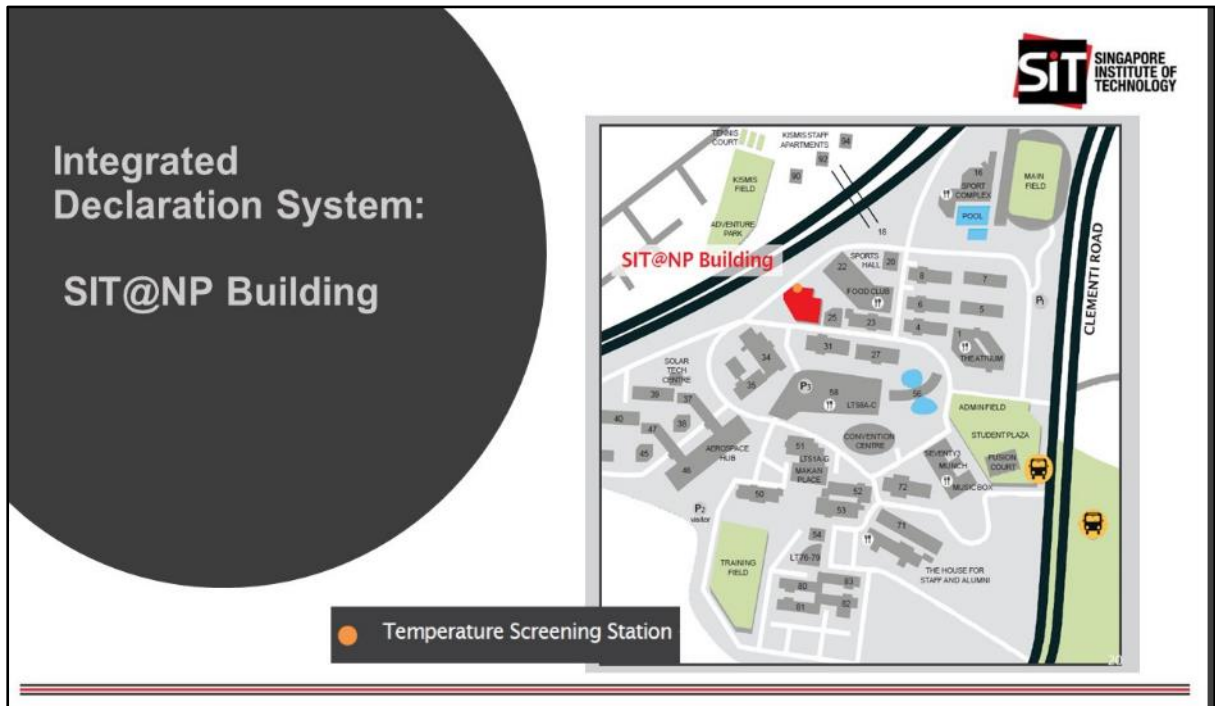 Integrated
Declaration System:
SIT@NP Building
SiT
SINGAPORE
INSTITUTE OF
TECHNOLOGY
TENNIS
COURT
KISMIS STAFF
APARTMENTS
94
92
90
KISMIS
FIELD
ADVENTURE
PARK
16
SPORT
COMPLEX
POOL
MAIN
FIELD
CLEMENTI ROAD
18
SIT@NP Building
SPORTS
HALL
22
28
FOOD CLUB
8
7
6
5
P1
25
23
4
1
THE ATRIUM
31
27
34
35
SOLAR
TECH
CENTRE
39
37
40
47
38
45
46
AEROSPACE
HUB
P3
58
LT58A-C
56
ADMIN FIELD
STUDENT PLAZA
FUSION
COURT
CONVENTION
CENTRE
SEVENTY3
MUNCH
MUSIC BOX
51
LT51A-G
MAKAN
PLACE
50
52
53
72
71
P2
visitor
54
LT76-79
TRAINING
FIELD
THE HOUSE FOR
STAFF AND ALUMNI
80
83
81
82
Temperature Screening Station
20